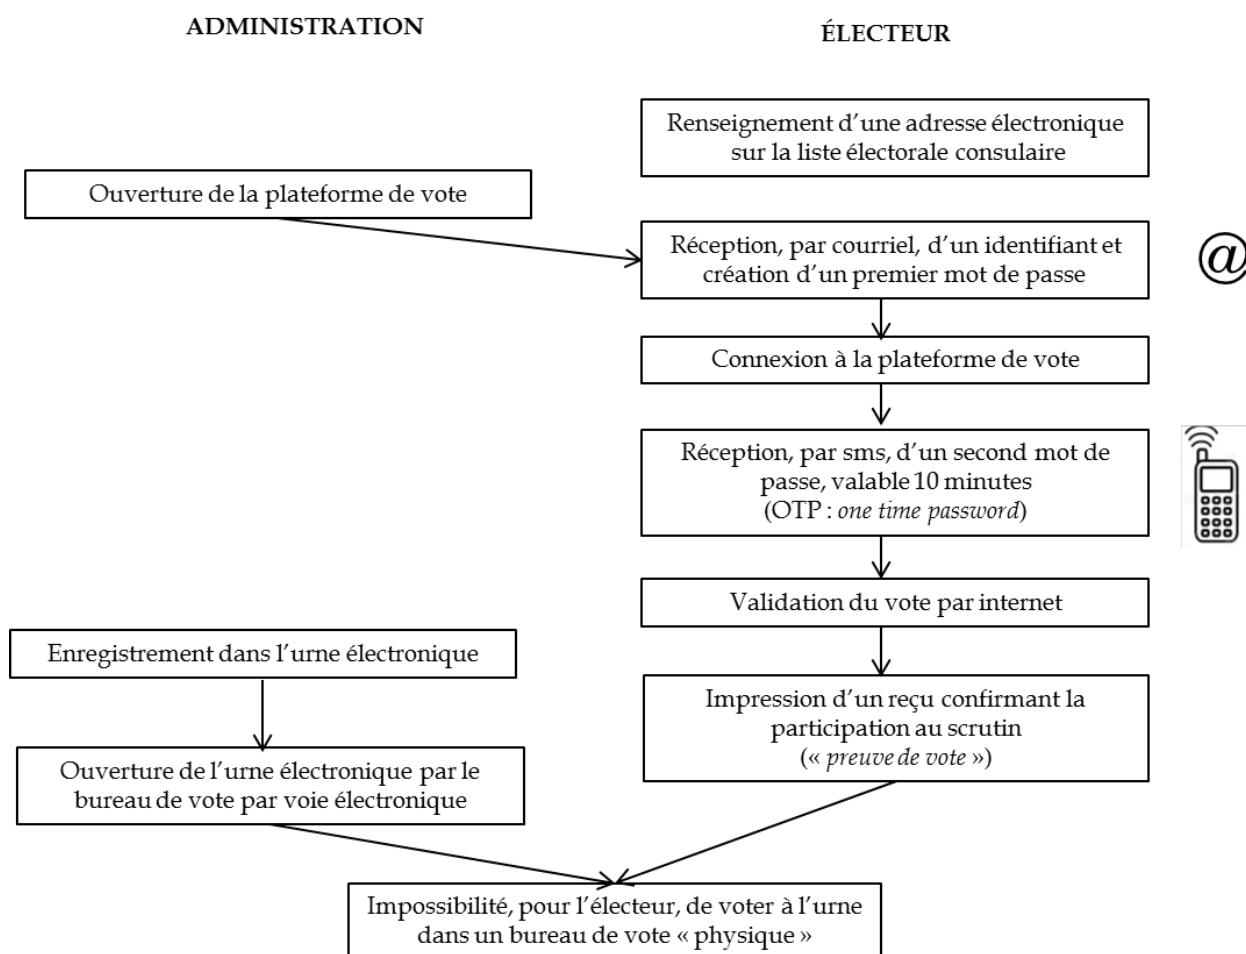 ADMINISTRATION
ÉLECTEUR
Renseignement d'une adresse électronique
sur la liste électorale consulaire
Ouverture de la plateforme de vote
Réception, par courriel, d'un identifiant et
création d'un premier mot de passe
@
Connexion à la plateforme de vote
Réception, par sms, d'un second mot de
passe, valable 10 minutes
(OTP : one time password)
Validation du vote par internet
Enregistrement dans l'urne électronique
Impression d'un reçu confirmant la
participation au scrutin
(« preuve de vote »)
Ouverture de l'urne électronique par le
bureau de vote par voie électronique
Impossibilité, pour l'électeur, de voter à l'urne
dans un bureau de vote « physique »